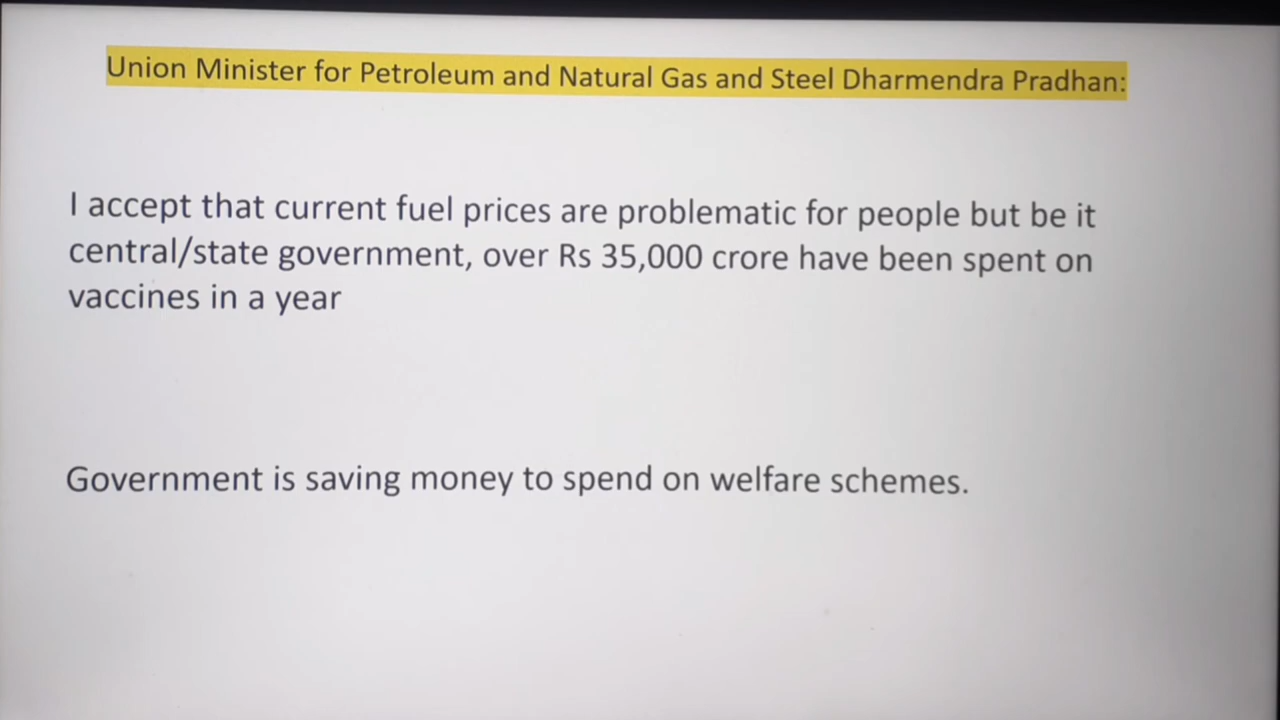 Union Minister for Petroleum and Natural Gas and Steel Dharmendra Pradhan:
I accept that current fuel prices are problematic for people but be it
central/state government, over Rs 35,000 crore have been spent on
vaccines in a year
Government is saving money to spend on welfare schemes.